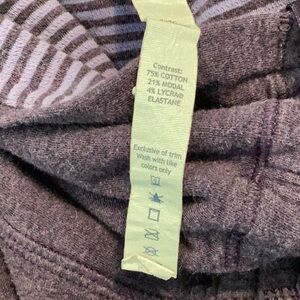 Contrast:
75% COTTON
21% MODAL
4% LYCRA®
ELASTANE
Exclusive of trim
Wash with like
colors only